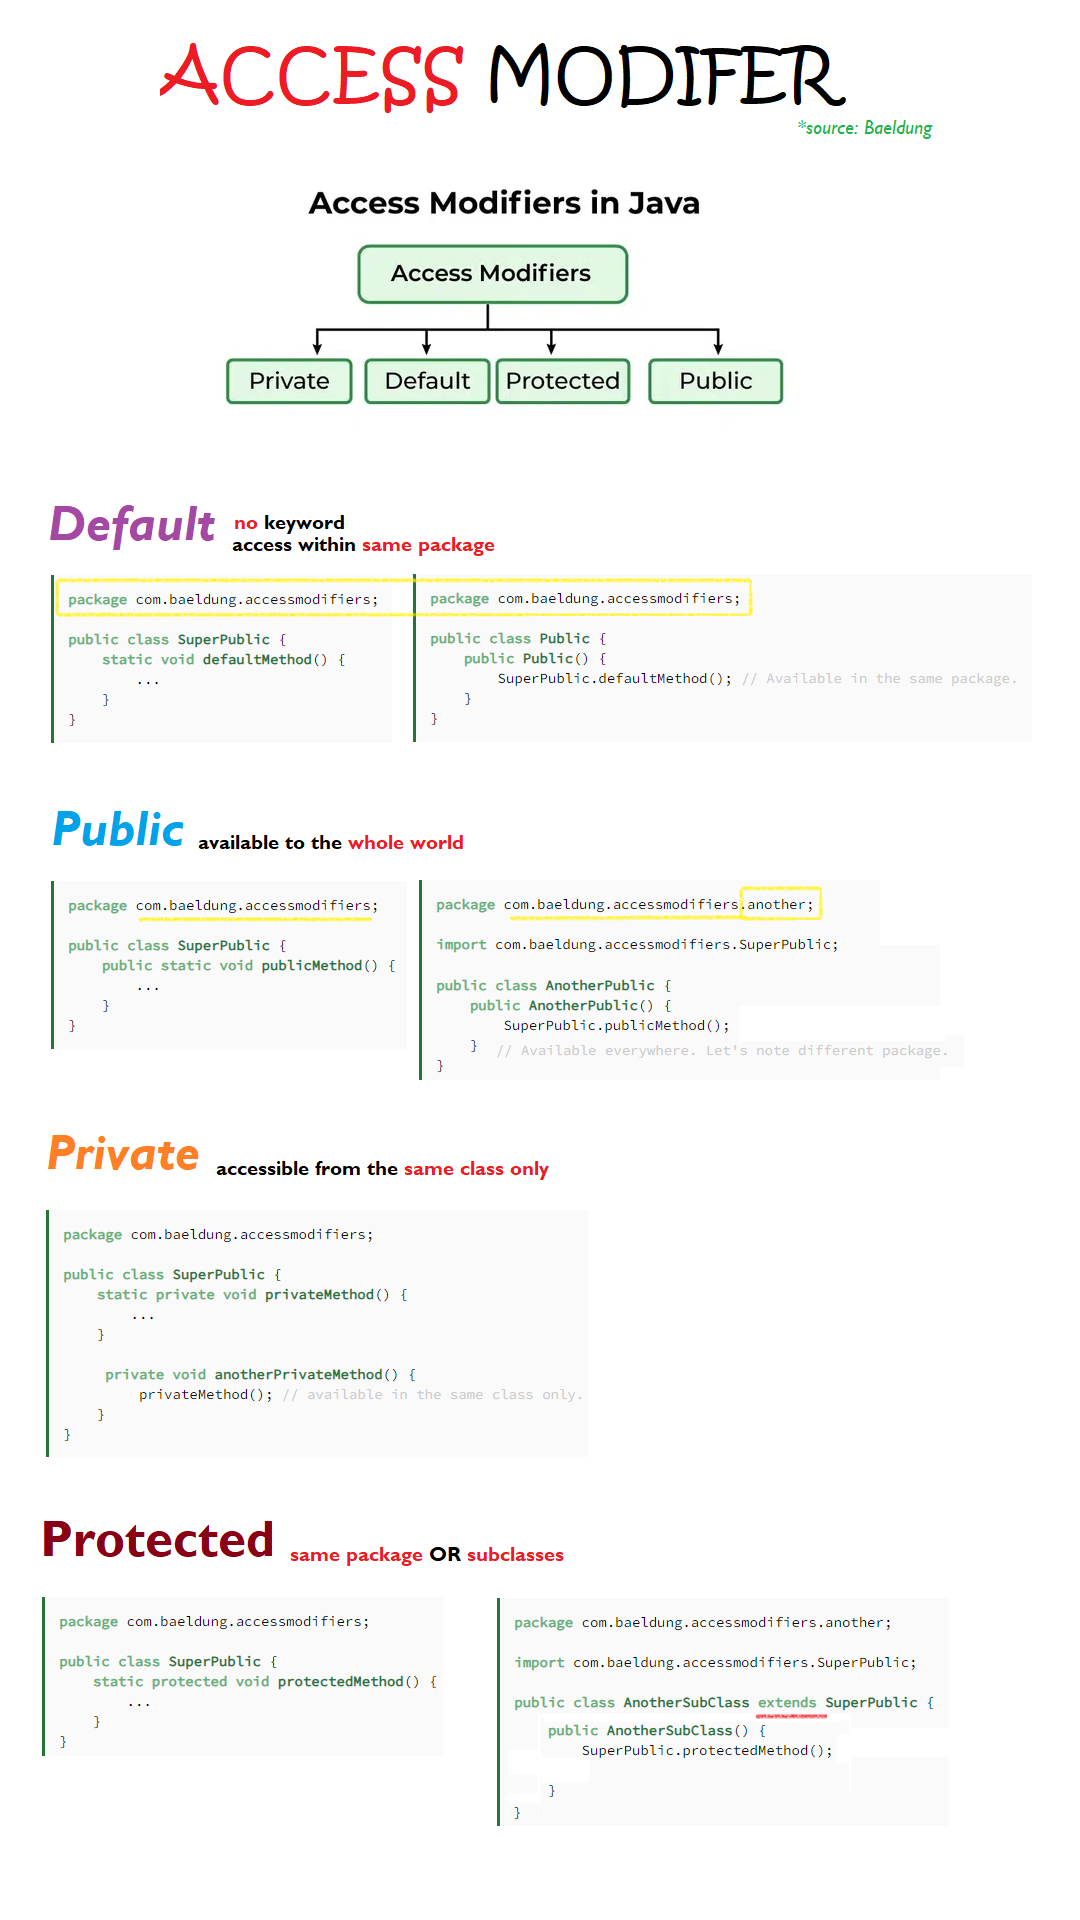 ACCESS MODIFER
*source: Baeldung
Access Modifiers in Java
Access Modifiers
Private Default Protected Public
Default no keyword
access within same package
package com.baeldung.accessmodifiers;
public class SuperPublic {
static void defaultMethod() {
...
}
}
package com.baeldung.accessmodifiers;
public class Public {
public Public() {
SuperPublic.defaultMethod(); // Available in the same package.
}
}
Public available to the whole world
package com.baeldung.accessmodifiers;
public class SuperPublic {
public static void publicMethod() {
...
}
}
package com.baeldung.accessmodifiers.another;
import com.baeldung.accessmodifiers.SuperPublic;
public class AnotherPublic {
public AnotherPublic() {
SuperPublic.publicMethod();
} // Available everywhere. Let's note different package.
}
Private accessible from the same class only
package com.baeldung.accessmodifiers;
public class SuperPublic {
static private void privateMethod() {
...
}
private void anotherPrivateMethod() {
privateMethod(); // available in the same class only.
}
}
Protected same package OR subclasses
package com.baeldung.accessmodifiers;
public class SuperPublic {
static protected void protectedMethod() {
...
}
}
package com.baeldung.accessmodifiers.another;
import com.baeldung.accessmodifiers.SuperPublic;
public class AnotherSubClass extends SuperPublic {
public AnotherSubClass() {
SuperPublic.protectedMethod();
}
}